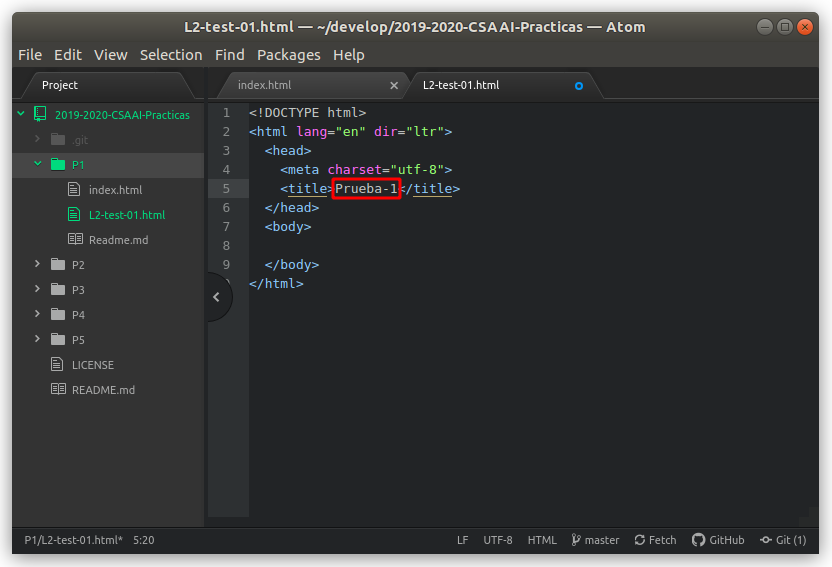 L2-test-01.html — ~/develop/2019-2020-CSAAI-Practicas — Atom
File Edit View Selection Find Packages Help
Project
index.html
L2-test-01.html
2019-2020-CSAAI-Practicas
.git
P1
index.html
L2-test-01.html
Readme.md
P2
P3
P4
P5
LICENSE
README.md
1 <!DOCTYPE html>
2 <html lang="en" dir="ltr">
3 <head>
4 <meta charset="utf-8">
5 <title>Prueba-1</title>
6 </head>
7 <body>
8
9 </body>
</html>
P1/L2-test-01.html* 5:20 LF UTF-8 HTML master Fetch GitHub Git (1)